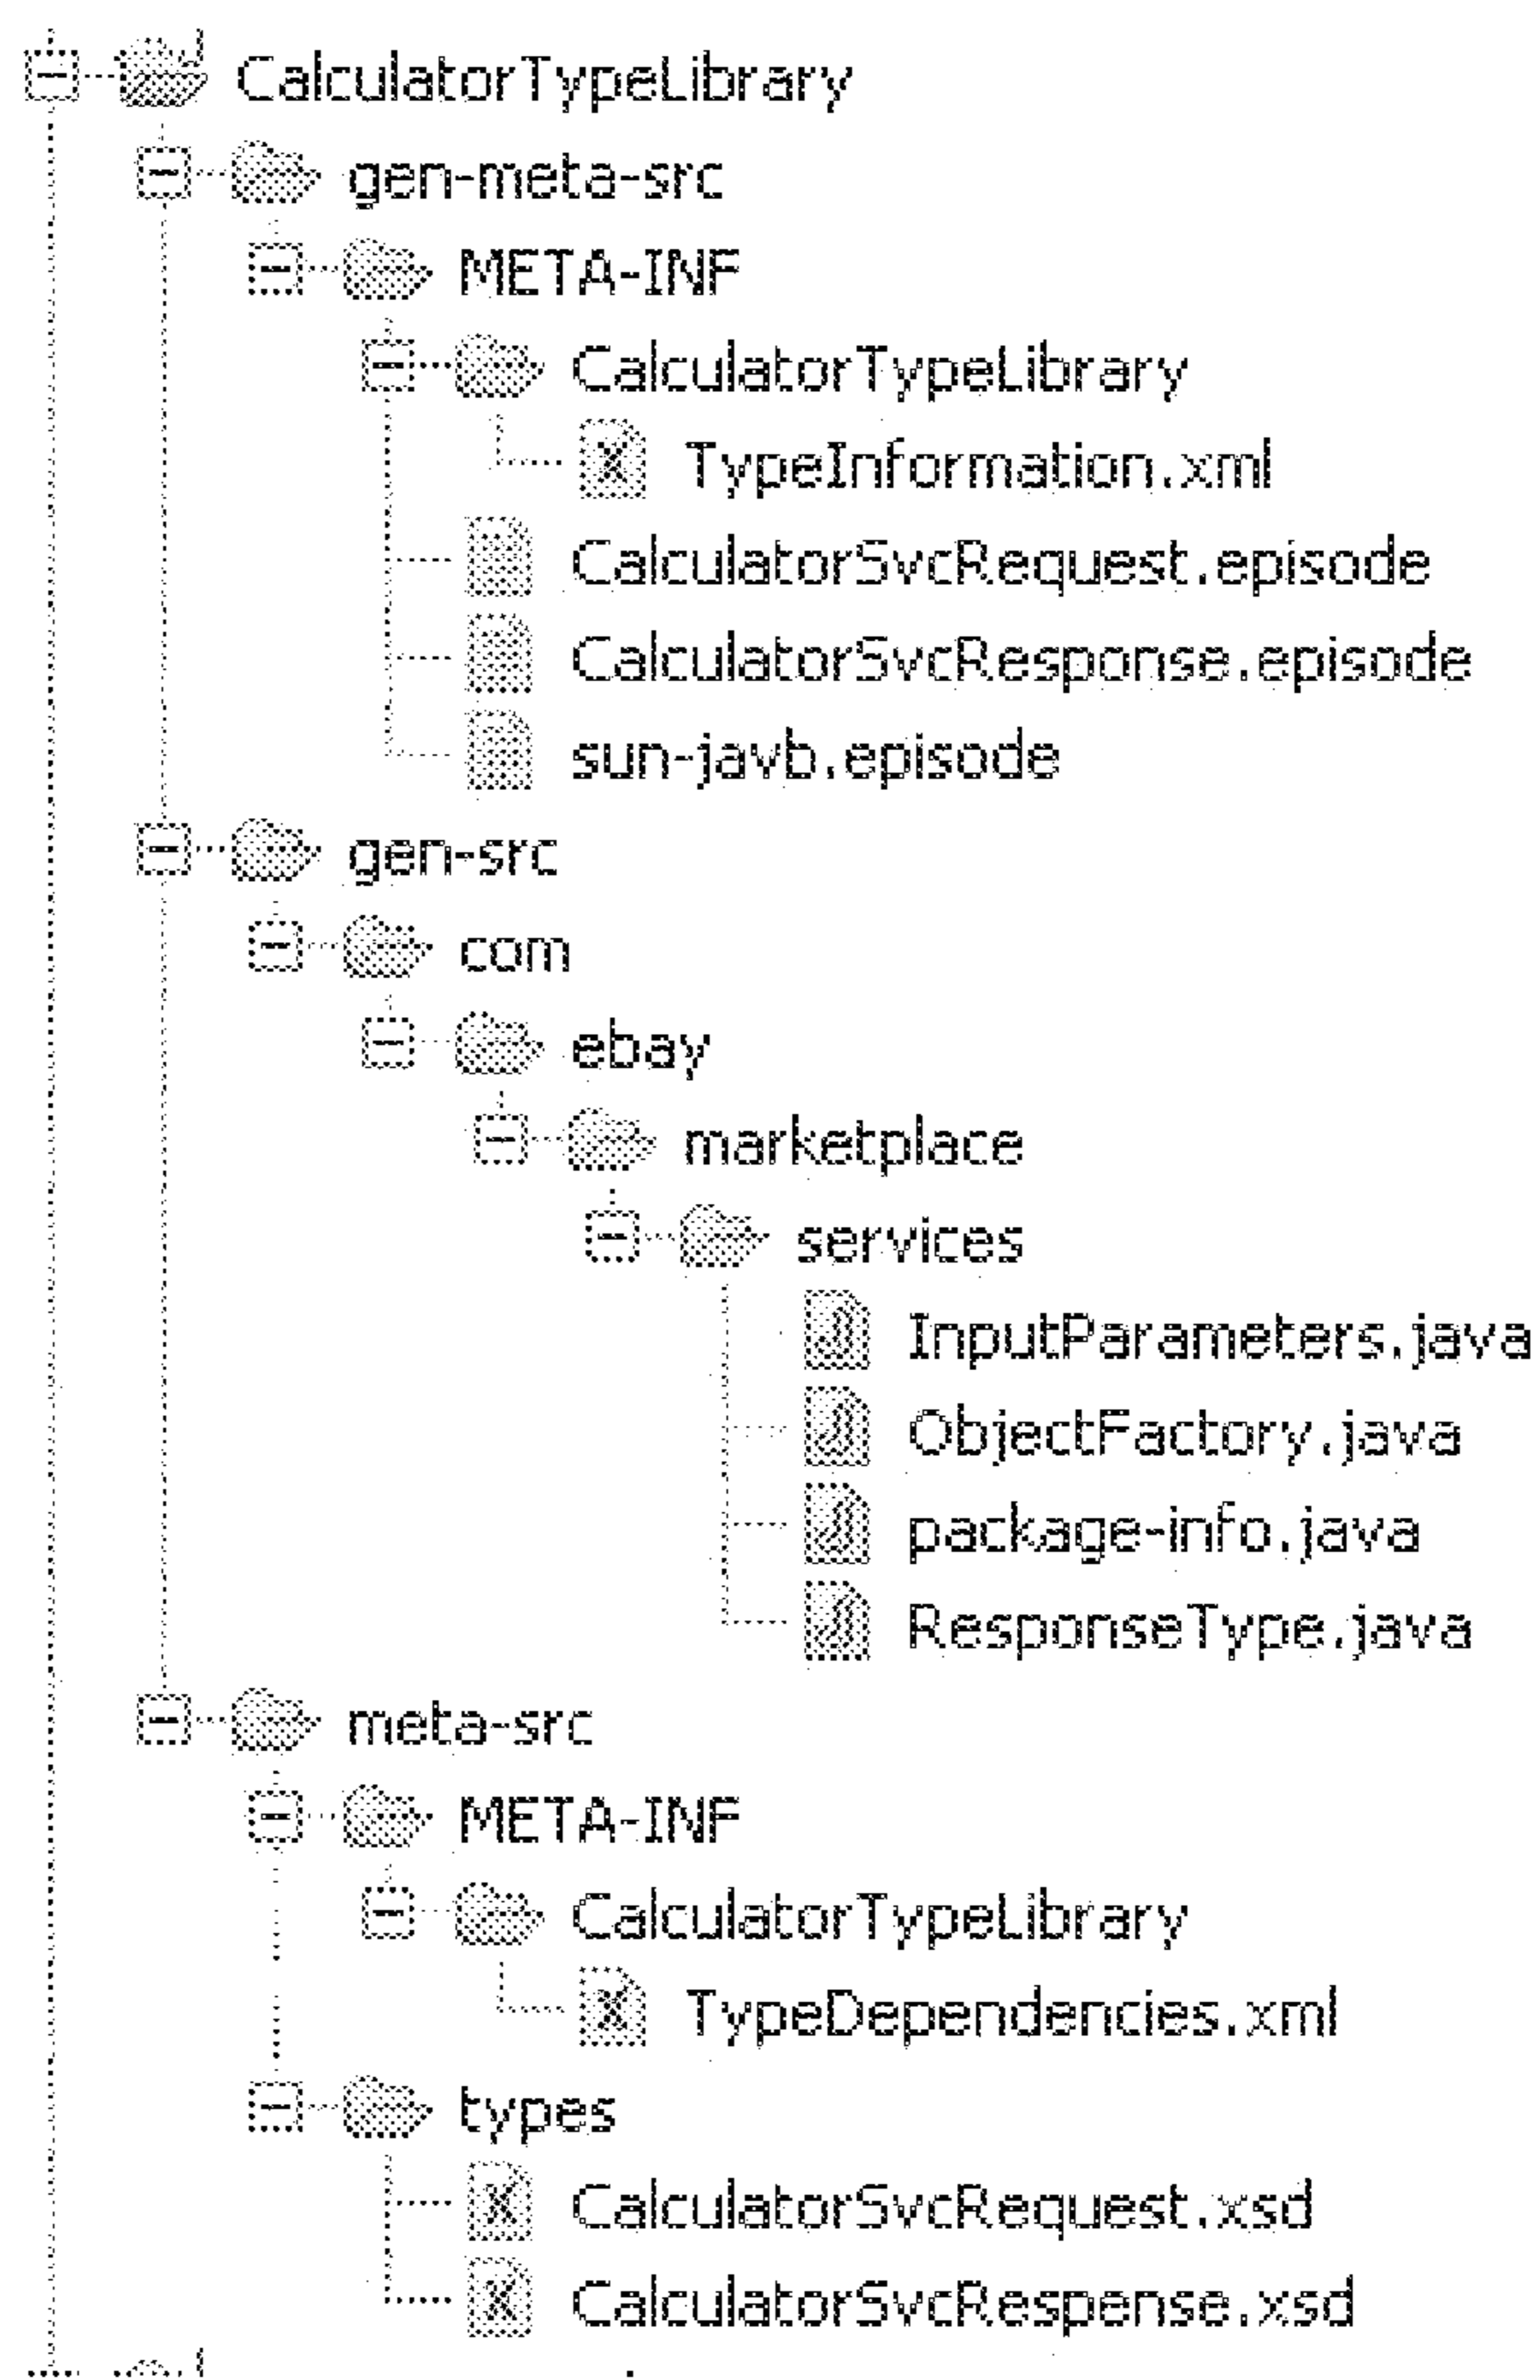 CalculatorTypeLibrary
gen-meta-src
META-INF
CalculatorTypeLibrary
TypeInformation.xml
CalculatorSvcRequest.episode
CalculatorSvcResponse.episode
sun-javb.episode
gen-src
com
ebay
marketplace
services
InputParameters.java
ObjectFactory.java
package-info.java
ResponseType.java
meta-src
META-INF
CalculatorTypeLibrary
TypeDependencies.xml
types
CalculatorSvcRequest.xsd
CalculatorSvcRespense.xsd